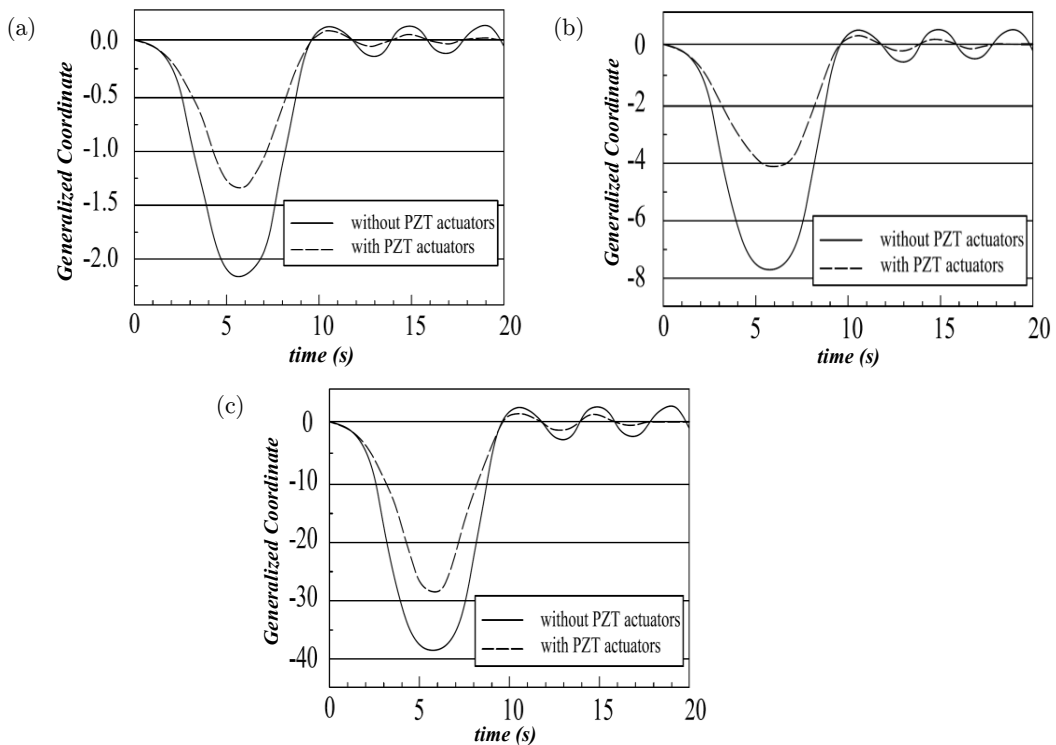 (a)
Generalized Coordinate
0.0
-0.5
-1.0
-1.5
-2.0
without PZT actuators
with PZT actuators
0 5 10 15 20
time (s)
(b)
Generalized Coordinate
0
-2
-4
-6
-8
without PZT actuators
with PZT actuators
0 5 10 15 20
time (s)
(c)
Generalized Coordinate
0
-10
-20
-30
-40
without PZT actuators
with PZT actuators
0 5 10 15 20
time (s)